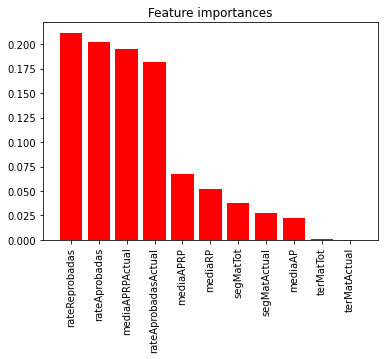 Feature importances
0.200
0.175
0.150
0.125
0.100
0.075
0.050
0.025
0.000
rateReprobadas
rateAprobadas
mediaAPRPActual
rateAprobadasActual
mediaAPRP
mediaRP
segMatTot
segMatActual
mediaAP
terMatTot
terMatActual